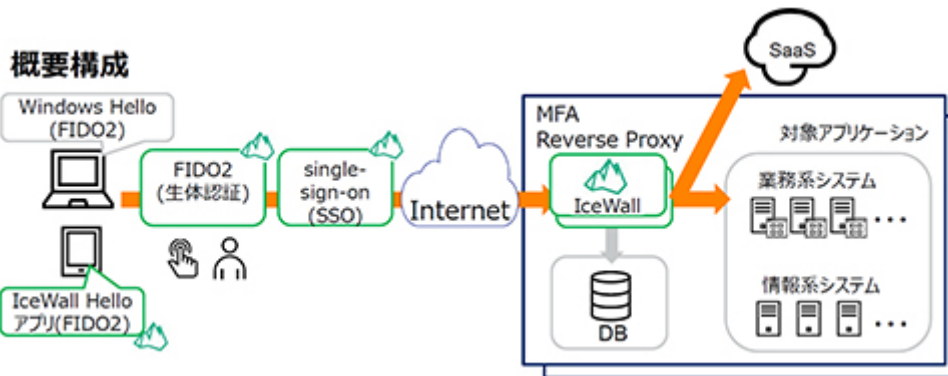 概要構成
Windows Hello
(FIDO2)
IceWall Hello
アプリ(FIDO2)
FIDO2
(生体認証)
single-
sign-on
(SSO)
Internet
MFA
Reverse Proxy
IceWall
DB
SaaS
対象アプリケーション
業務系システム
・・・
情報系システム
・・・